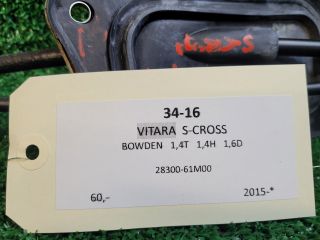 34-16
VITARA S-CROSS
BOWDEN 1,4T 1,4H 1,6D
28300-61M00
60,- 2015-*